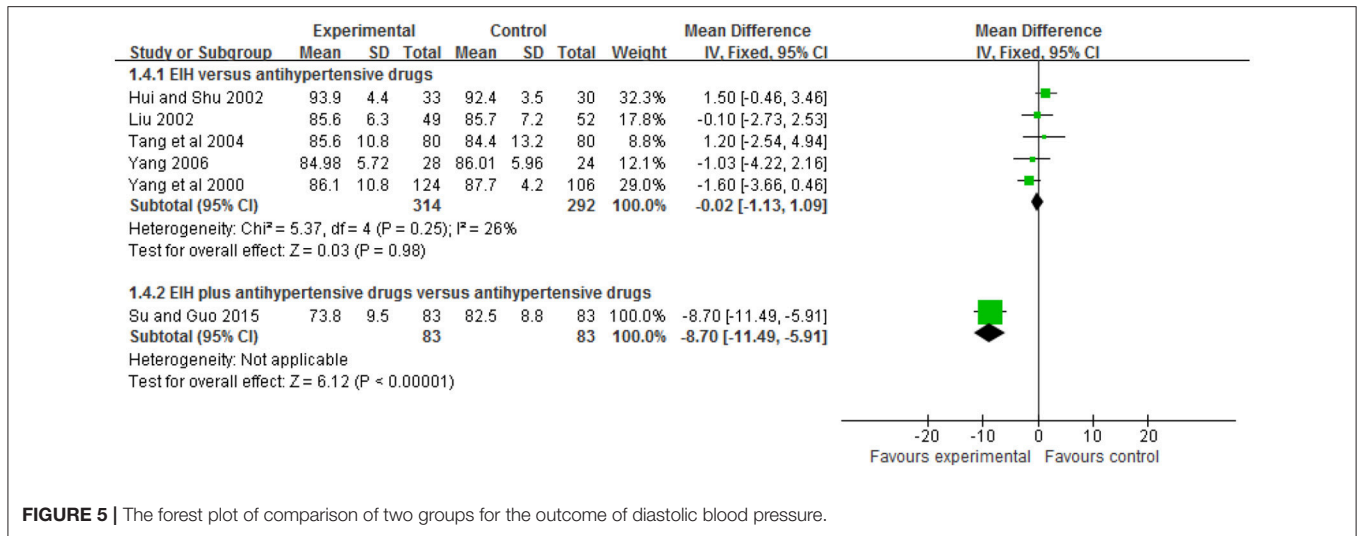 Experimental Control Mean Difference Mean Difference
Study or Subgroup Mean SD Total Mean SD Total Weight IV, Fixed, 95% CI IV, Fixed, 95% CI
1.4.1 EIH versus antihypertensive drugs
Hui and Shu 2002 93.9 4.4 33 92.4 3.5 30 32.3% 1.50 [-0.46, 3.46]
Liu 2002 85.6 6.3 49 85.7 7.2 52 17.8% -0.10 [-2.73, 2.53]
Tang et al 2004 85.6 10.8 80 84.4 13.2 80 8.8% 1.20 [-2.54, 4.94]
Yang 2006 84.98 5.72 28 86.01 5.96 24 12.1% -1.03 [-4.22, 2.16]
Yang et al 2000 86.1 10.8 124 87.7 4.2 106 29.0% -1.60 [-3.66, 0.46]
Subtotal (95% CI) 314 292 100.0% -0.02 [-1.13, 1.09]
Heterogeneity: Chi² = 5.37, df = 4 (P = 0.25); I² = 26%
Test for overall effect: Z = 0.03 (P = 0.98)
1.4.2 EIH plus antihypertensive drugs versus antihypertensive drugs
Su and Guo 2015 73.8 9.5 83 82.5 8.8 83 100.0% -8.70 [-11.49, -5.91]
Subtotal (95% CI) 83 83 100.0% -8.70 [-11.49, -5.91]
Heterogeneity: Not applicable
Test for overall effect: Z = 6.12 (P < 0.00001)
-20 -10 0 10 20
Favours experimental Favours control
FIGURE 5 | The forest plot of comparison of two groups for the outcome of diastolic blood pressure.